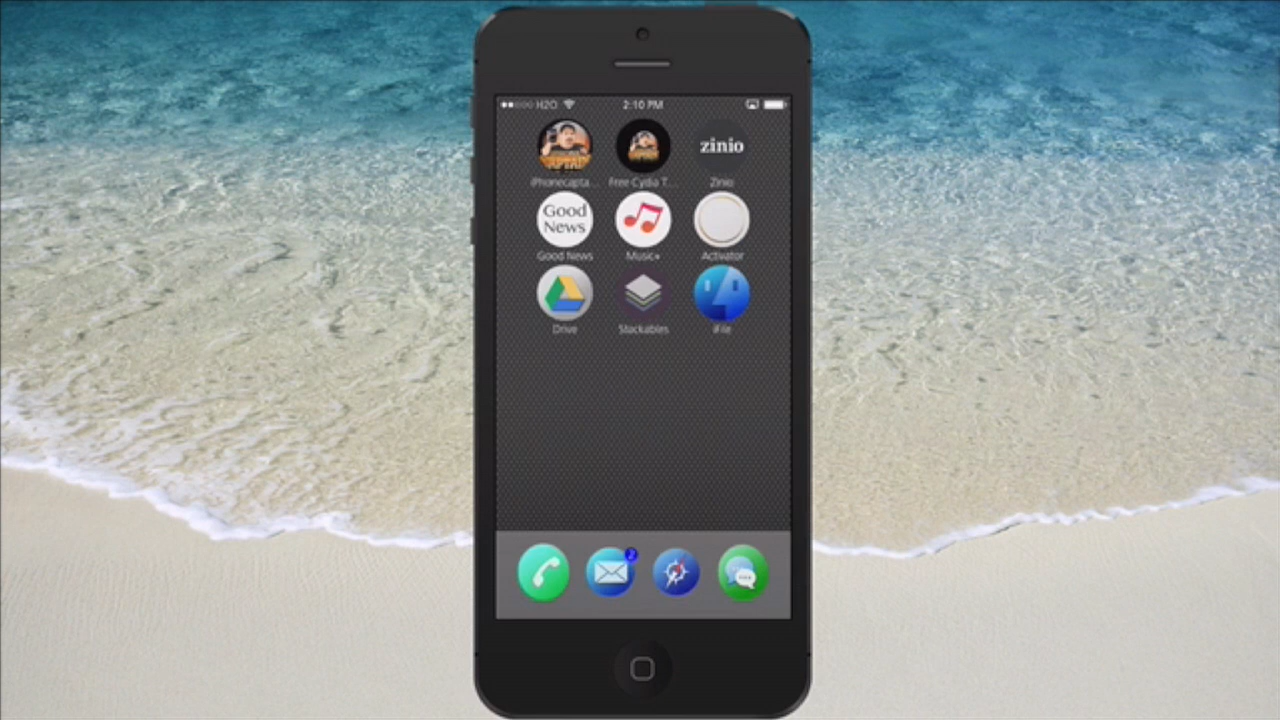 H2O 2:10 PM
CAPTAIN
zinio
iPhonecapta... Free Cydia T... Zinio
Good
News
Good News Music+ Activator
Drive Stackables iFile
2